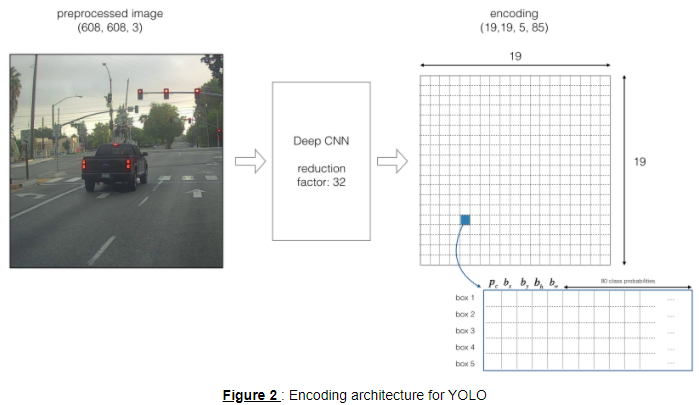 preprocessed image
(608, 608, 3)
encoding
(19,19, 5, 85)
19
Deep CNN
reduction
factor: 32
19
p_c b_x b_y b_h b_w
80 class probabilities
box 1 ...
box 2 ...
box 3 ...
box 4 ...
box 5 ...
Figure 2 : Encoding architecture for YOLO